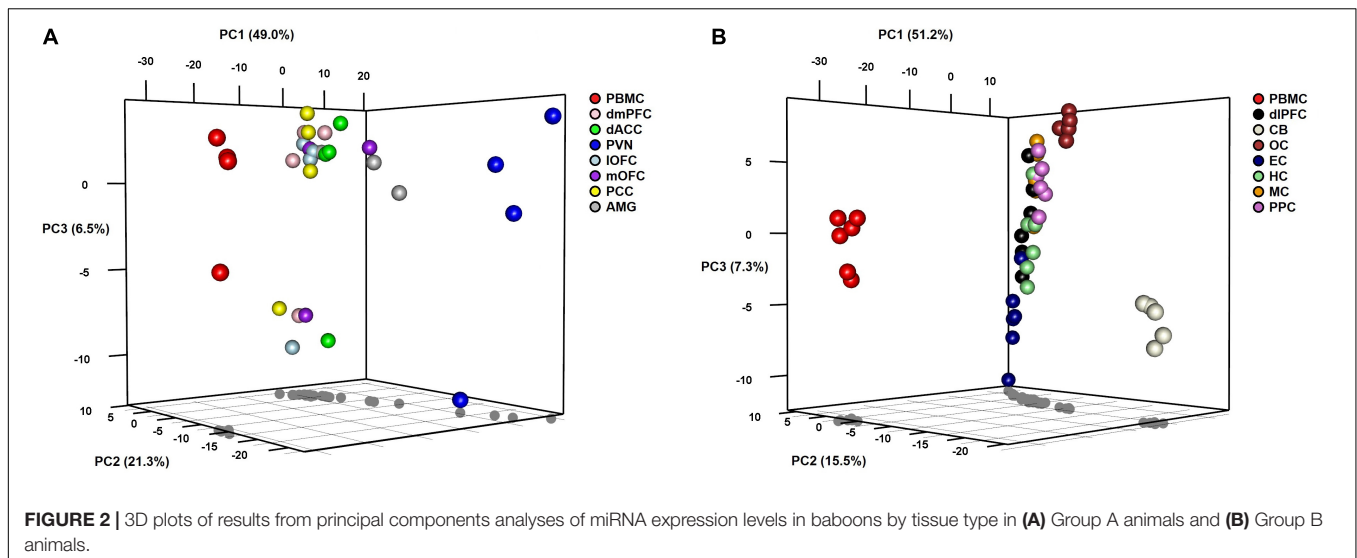 A
PC1 (49.0%)
-30 -20 -10 0 10 20
0
PC3 (6.5%)
-5
-10
10 5 0 -5 -10 -15 -20
PC2 (21.3%)
PBMC
dmPFC
dACC
PVN
lOFC
mOFC
PCC
AMG
B
PC1 (51.2%)
-30 -20 -10 0 10
5
0
PC3 (7.3%)
-5
-10
10 5 0 -5 -10 -15 -20
PC2 (15.5%)
PBMC
dlPFC
CB
OC
EC
HC
MC
PPC
FIGURE 2 | 3D plots of results from principal components analyses of miRNA expression levels in baboons by tissue type in (A) Group A animals and (B) Group B
animals.